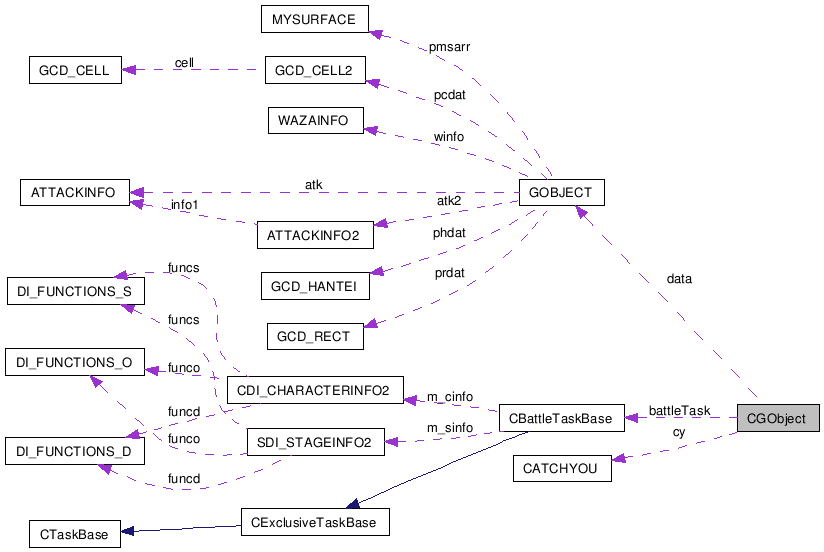 MYSURFACE
pmsarr
GCD_CELL
cell
GCD_CELL2
pcdat
WAZAINFO
winfo
ATTACKINFO
atk
GOBJECT
info1
atk2
ATTACKINFO2
phdat
prdat
funcs
GCD_HANTEI
data
DI_FUNCTIONS_S
funcs
GCD_RECT
DI_FUNCTIONS_O
funco
CDI_CHARACTERINFO2
m_cinfo
funcd
CBattleTaskBase
battleTask
CGObject
m_sinfo
cy
funco
SDI_STAGEINFO2
DI_FUNCTIONS_D
CATCHYOU
funcd
CExclusiveTaskBase
CTaskBase